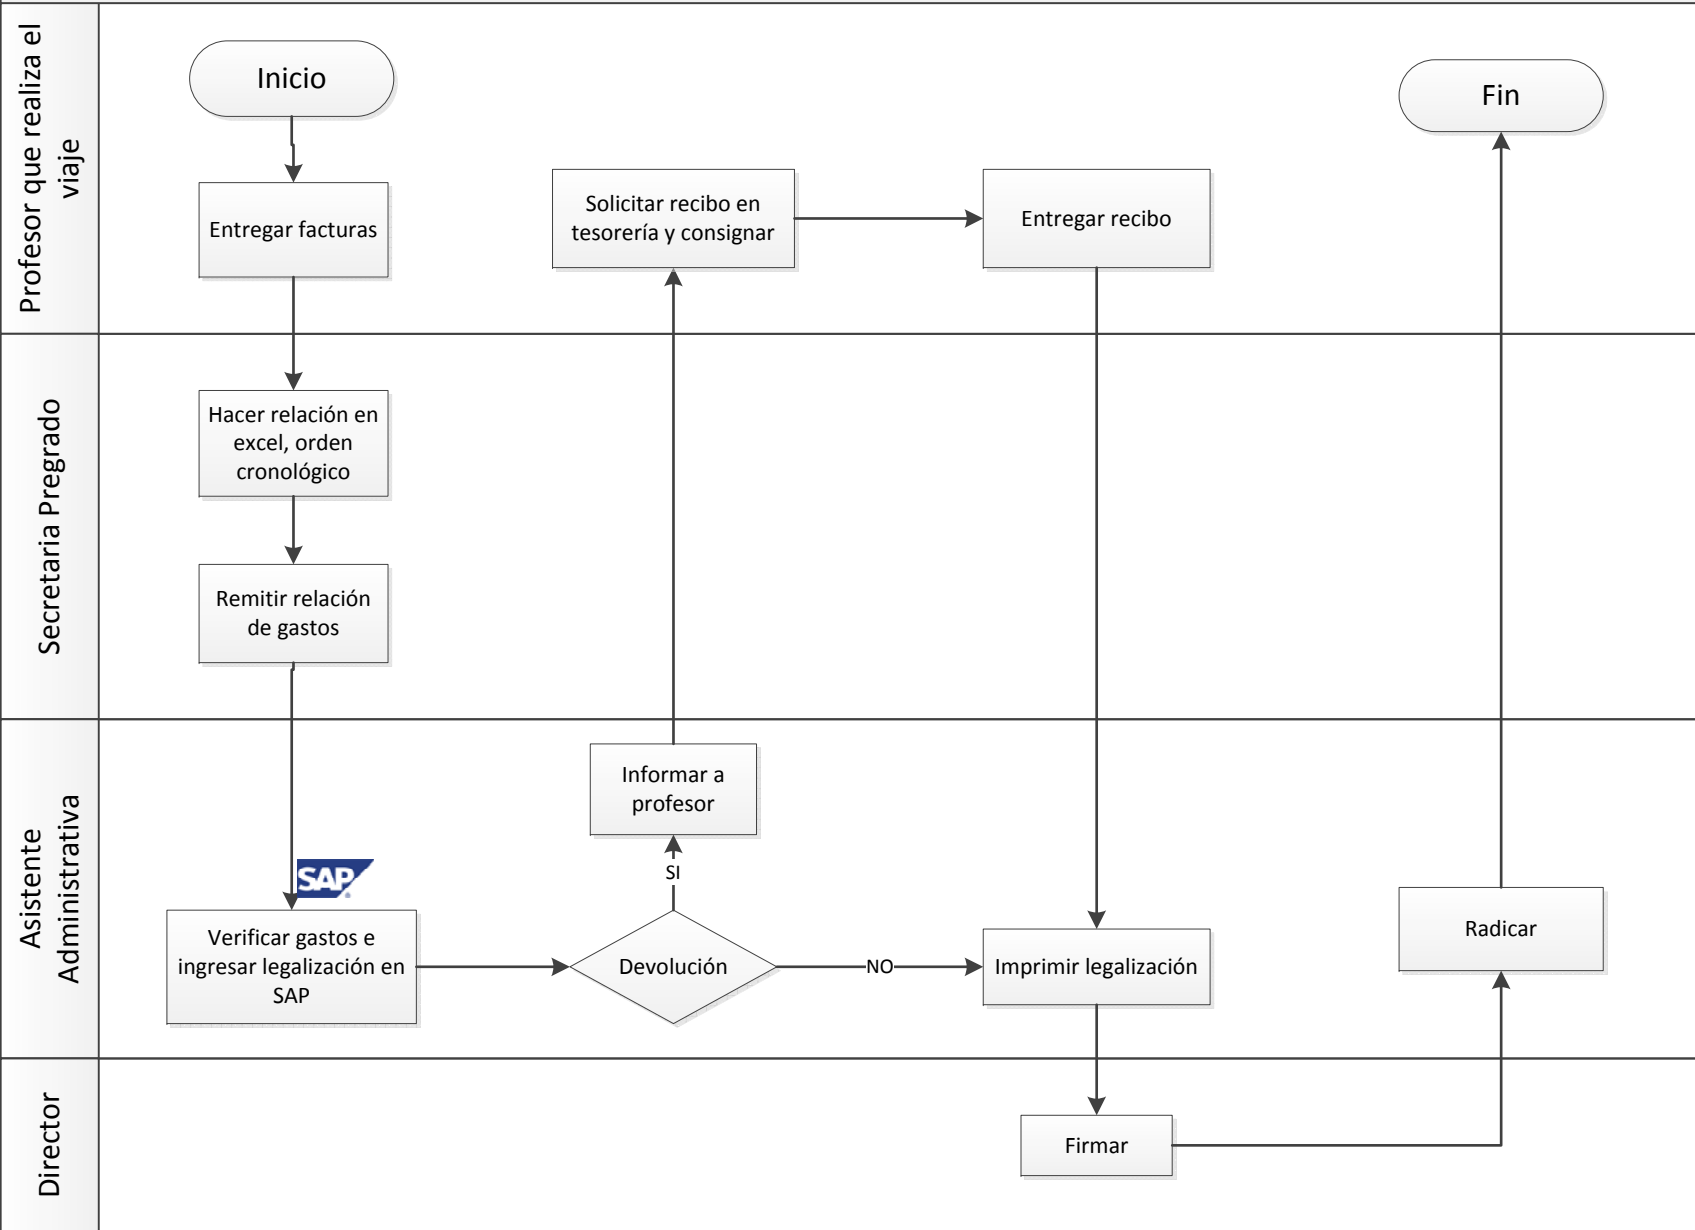 Profesor que realiza el
viaje
Inicio
Fin
Entregar facturas
Solicitar recibo en
tesorería y consignar
Entregar recibo
Secretaria Pregrado
Hacer relación en
excel, orden
cronológico
Remitir relación
de gastos
Asistente
Administrativa
Informar a
profesor
SI
SAP
Verificar gastos e
ingresar legalización en
SAP
Devolución
NO
Imprimir legalización
Radicar
Director
Firmar